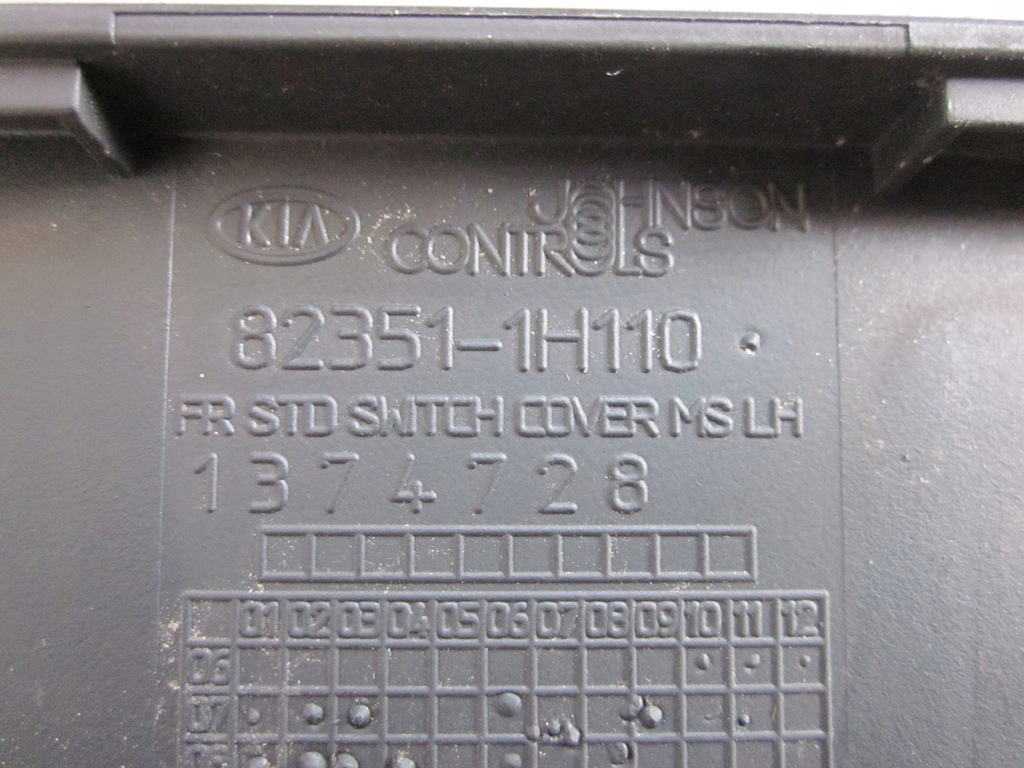 KIA JOHNSON CONTROLS
82351-1H110
FR STD SWITCH COVER MS LH
1374728
01 02 03 04 05 06 07 08 09 10 11 12
06
07